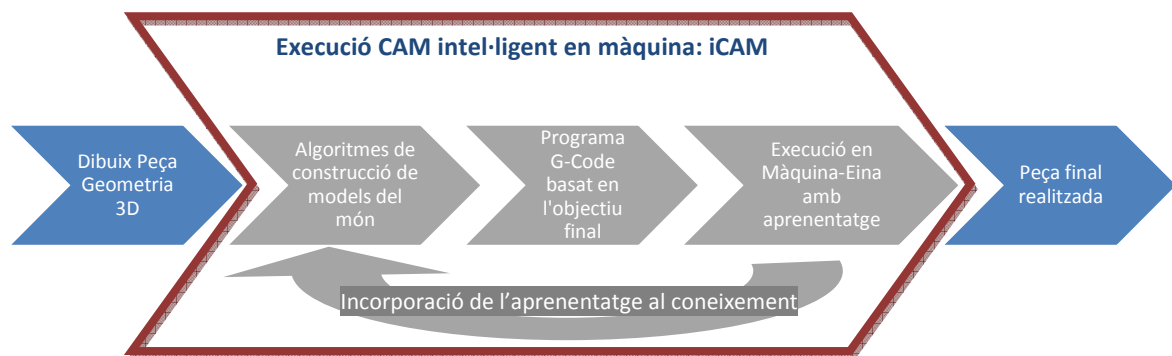 Execució CAM intel·ligent en màquina: iCAM
Dibuix Peça
Geometria
3D
Algoritmes de
construcció de
models del
món
Programa
G-Code
basat en
l'objectiu
final
Execució en
Màquina-Eina
amb
aprenentatge
Peça final
realitzada
Incorporació de l’aprenentatge al coneixement